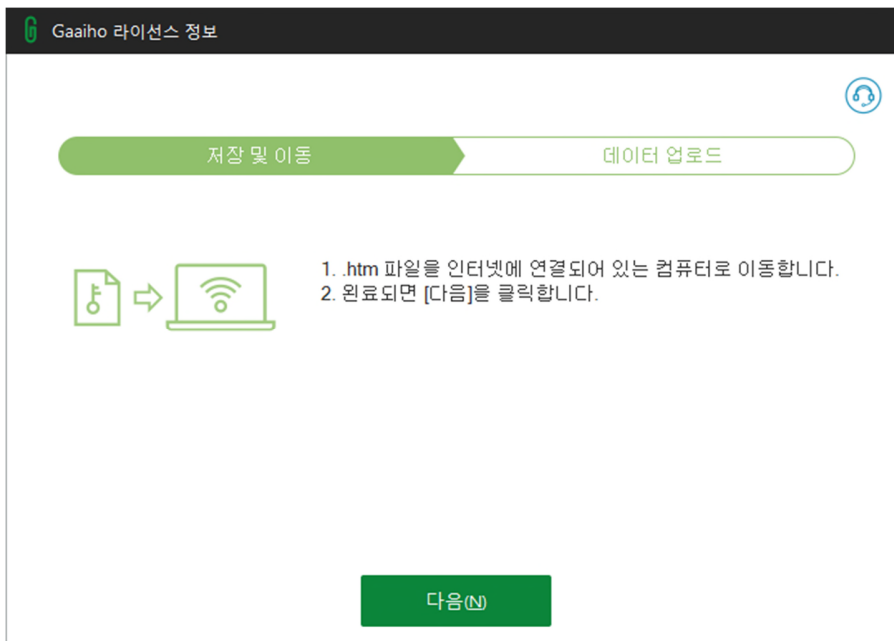 Gaaiho 라이선스 정보
저장 및 이동
데이터 업로드
1. .htm 파일을 인터넷에 연결되어 있는 컴퓨터로 이동합니다.
2. 왼료되면 [다음]을 클릭합니다.
다음(N)